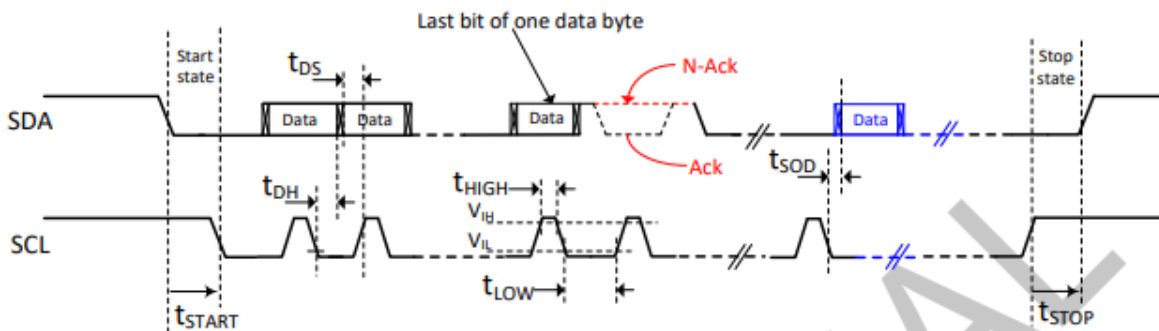 Last bit of one data byte
Start
state
tDS
N-Ack
Stop
state
SDA
Data
Data
Data
Data
Ack
tSOD
tDH
tHIGH
VIH
VIL
SCL
tLOW
tSTART
tSTOP